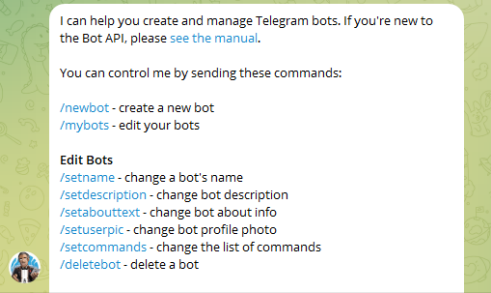 I can help you create and manage Telegram bots. If you're new to
the Bot API, please see the manual.
You can control me by sending these commands:
/newbot - create a new bot
/mybots - edit your bots
Edit Bots
/setname - change a bot's name
/setdescription - change bot description
/setabouttext - change bot about info
/setuserpic - change bot profile photo
/setcommands - change the list of commands
/deletebot - delete a bot